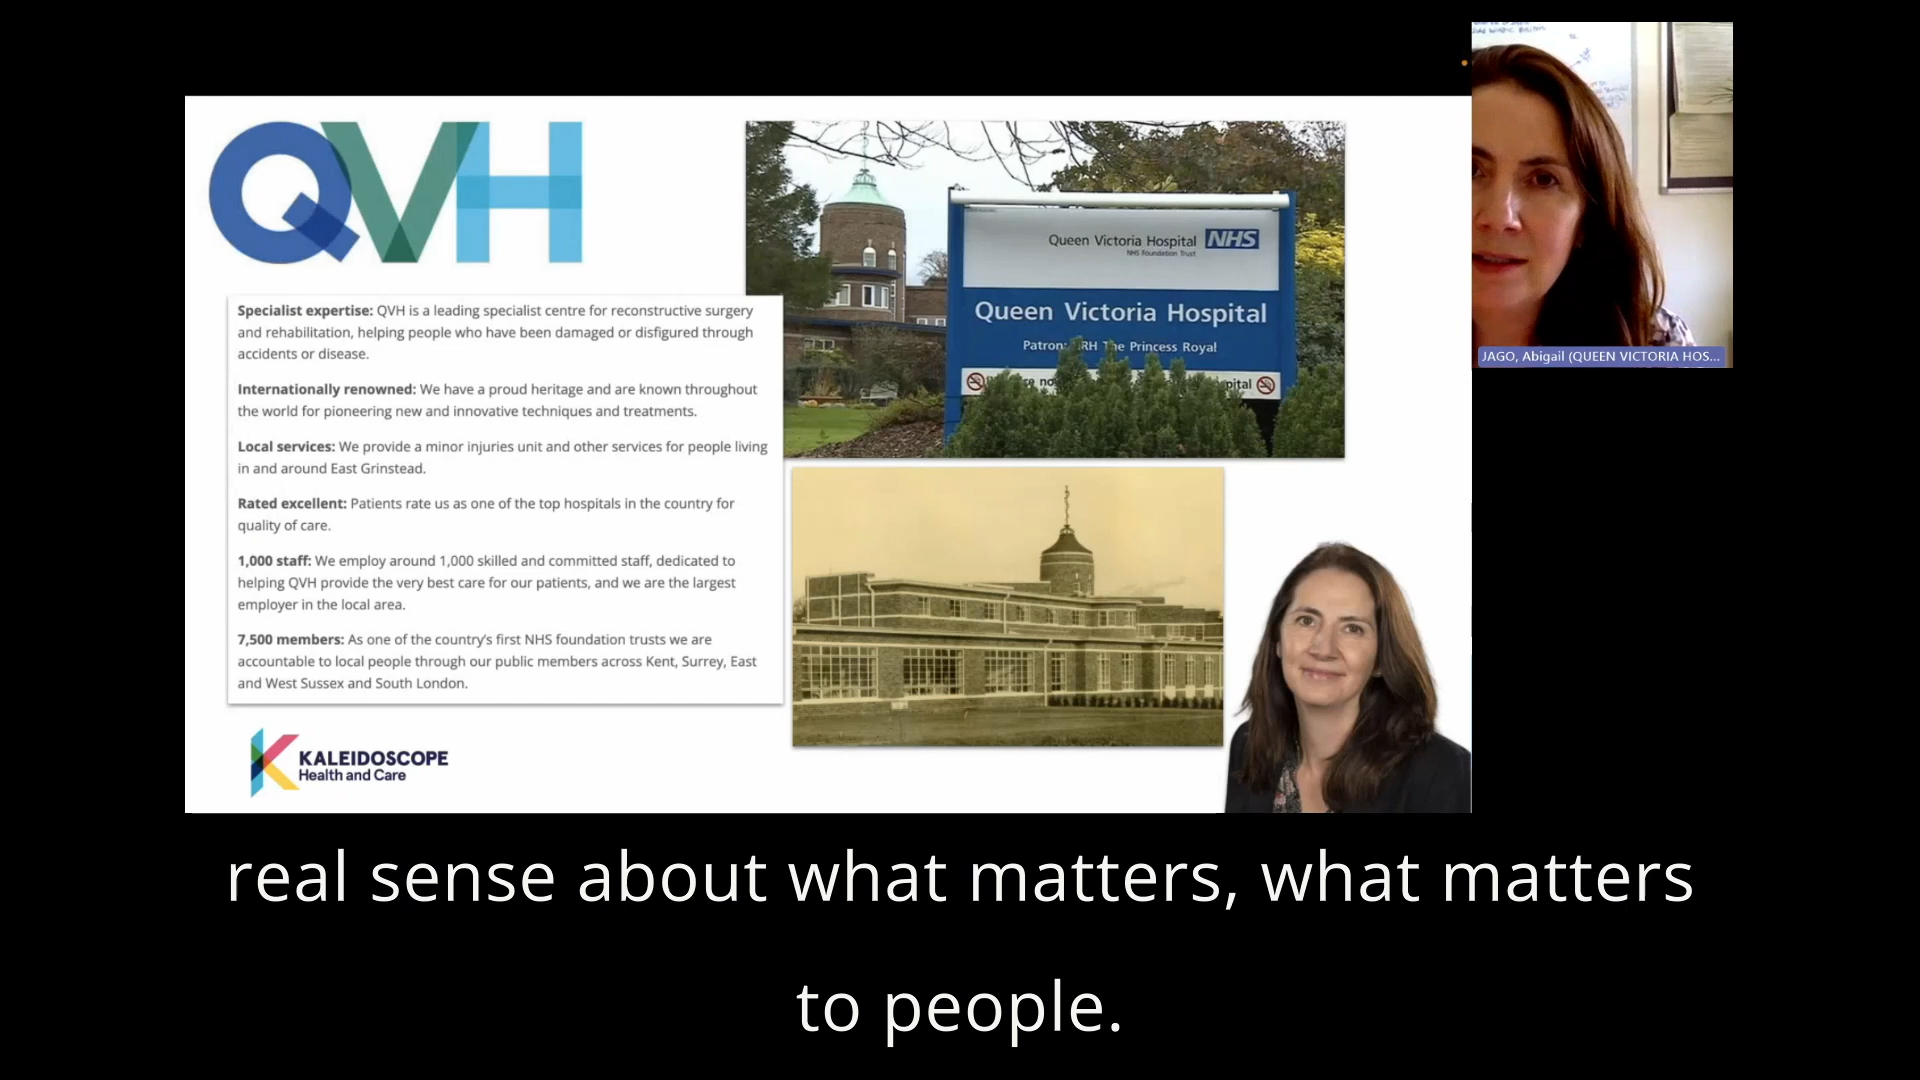 QVH
Queen Victoria Hospital NHS
NHS Foundation Trust
Queen Victoria Hospital
Patron: HRH The Princess Royal
re no
pital
JAGO, Abigail (QUEEN VICTORIA HOS...
Specialist expertise: QVH is a leading specialist centre for reconstructive surgery
and rehabilitation, helping people who have been damaged or disfigured through
accidents or disease.
Internationally renowned: We have a proud heritage and are known throughout
the world for pioneering new and innovative techniques and treatments.
Local services: We provide a minor injuries unit and other services for people living
in and around East Grinstead.
Rated excellent: Patients rate us as one of the top hospitals in the country for
quality of care.
1,000 staff: We employ around 1,000 skilled and committed staff, dedicated to
helping QVH provide the very best care for our patients, and we are the largest
employer in the local area.
7,500 members: As one of the country's first NHS foundation trusts we are
accountable to local people through our public members across Kent, Surrey, East
and West Sussex and South London.
KALEIDOSCOPE
Health and Care
real sense about what matters, what matters
to people.